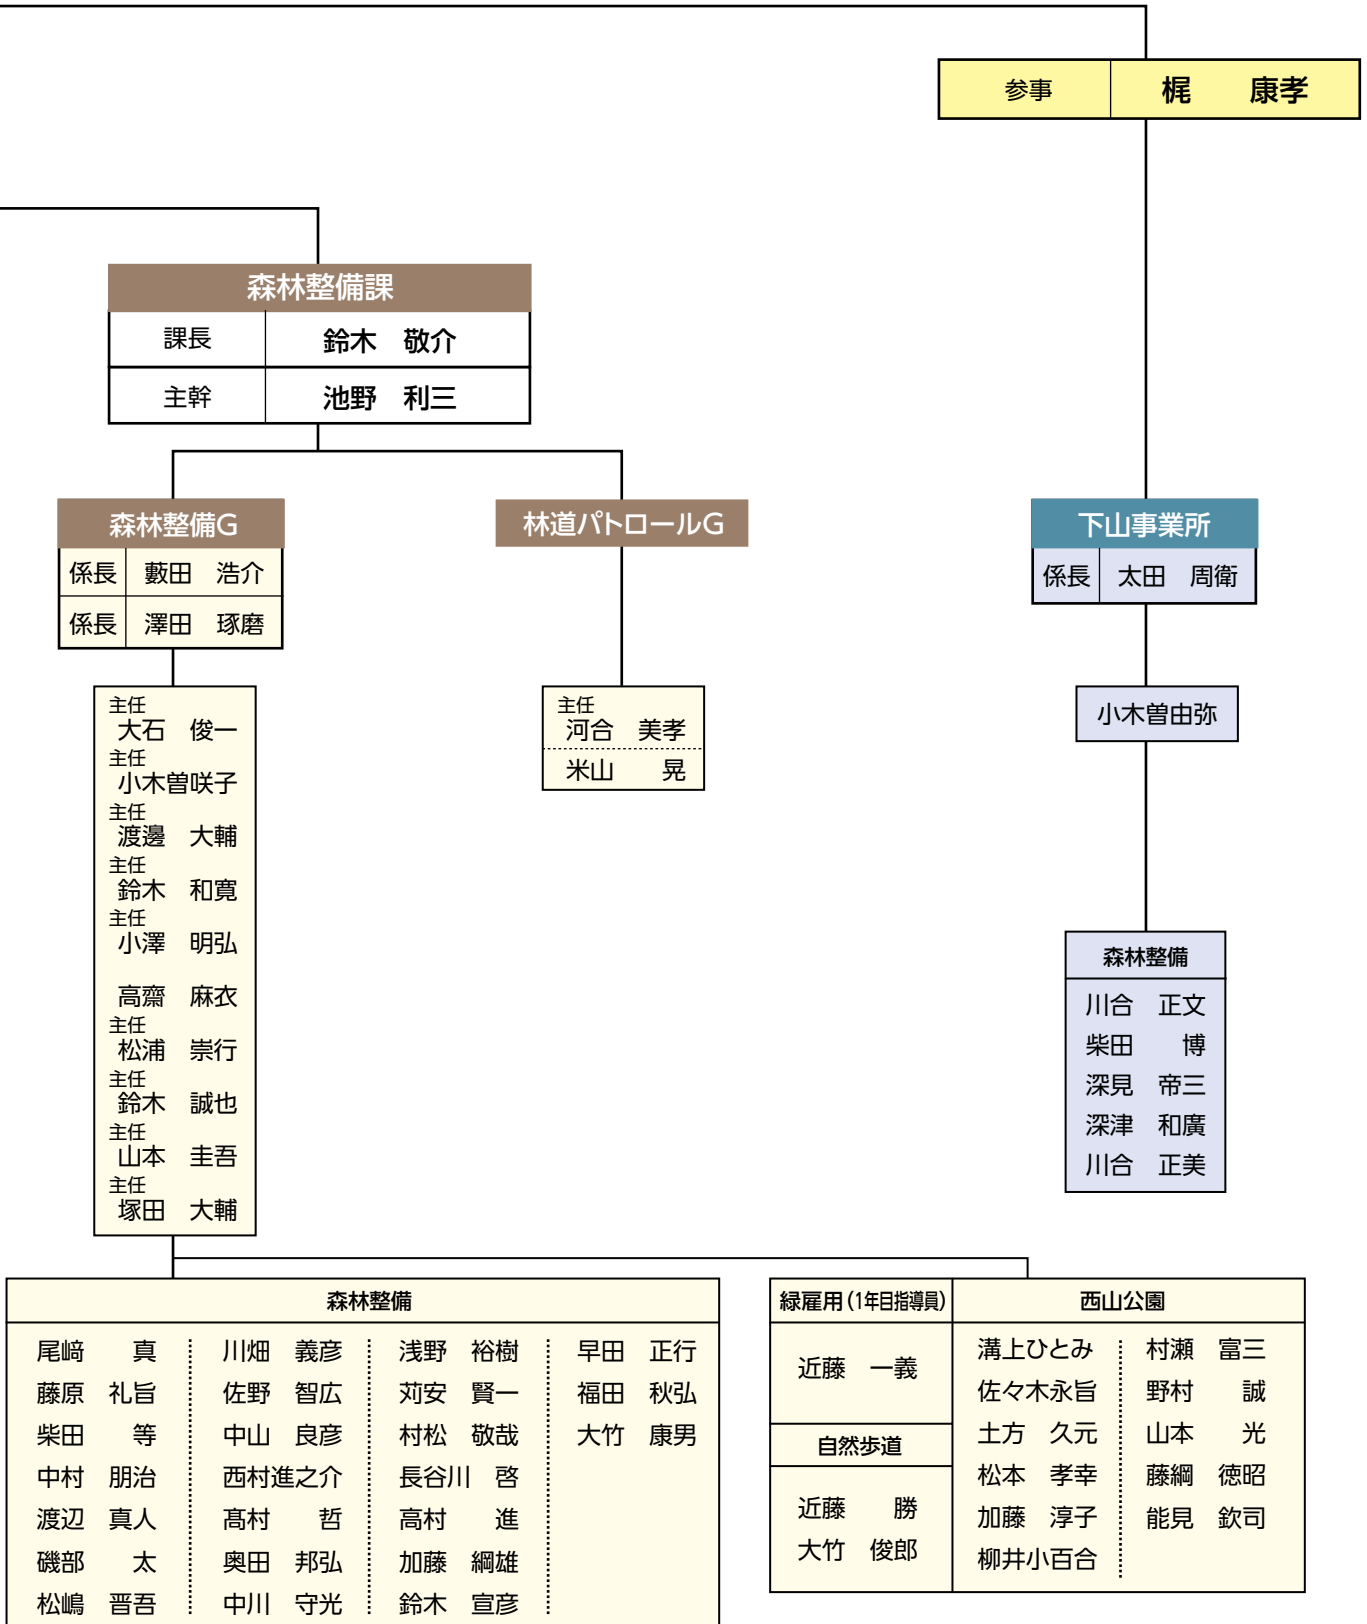 参事 梶　康孝
森林整備課
課長 鈴木　敬介
主幹 池野　利三
森林整備G
係長 藪田　浩介
係長 澤田　琢磨
主任
大石　俊一
主任
小木曽咲子
主任
渡邊　大輔
主任
鈴木　和寛
主任
小澤　明弘
高齋　麻衣
主任
松浦　崇行
主任
鈴木　誠也
主任
山本　圭吾
主任
塚田　大輔
林道パトロールG
主任
河合　美孝
米山　晃
下山事業所
係長 太田　周衛
小木曽由弥
森林整備
川合　正文
柴田　博
深見　帝三
深津　和廣
川合　正美
森林整備
尾﨑　真 川畑　義彦 浅野　裕樹 早田　正行
藤原　礼旨 佐野　智広 苅安　賢一 福田　秋弘
柴田　等 中山　良彦 村松　敬哉 大竹　康男
中村　朋治 西村進之介 長谷川　啓
渡辺　真人 髙村　哲 高村　進
磯部　太 奥田　邦弘 加藤　綱雄
松嶋　晋吾 中川　守光 鈴木　宣彦
緑雇用（1年目指導員）
近藤　一義
自然歩道
近藤　勝
大竹　俊郎
西山公園
溝上ひとみ 村瀬　富三
佐々木永旨 野村　誠
土方　久元 山本　光
松本　孝幸 藤綱　徳昭
加藤　淳子 能見　欽司
柳井小百合